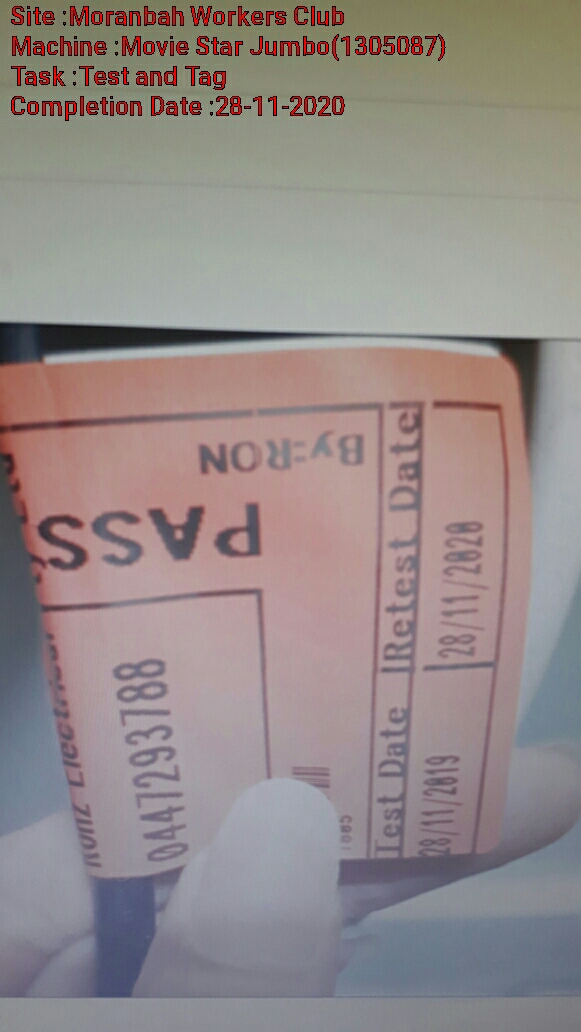 Site :Moranbah Workers Club
Machine :Movie Star Jumbo(1305087)
Task :Test and Tag
Completion Date :28-11-2020
By:RON
PASS
Electrical
0447293788
Test Date
Retest Date
28/11/2019
28/11/2020